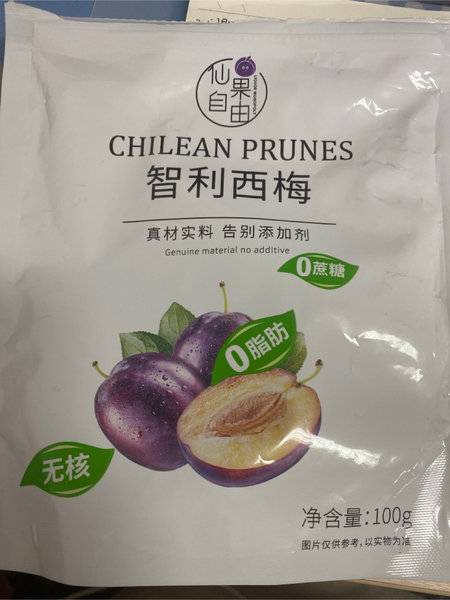 仙果
自由
CHILEAN PRUNES
智利西梅
真材实料 告别添加剂
Genuine material no additive
0蔗糖
0脂肪
无核
净含量:100g
图片仅供参考,以实物为准